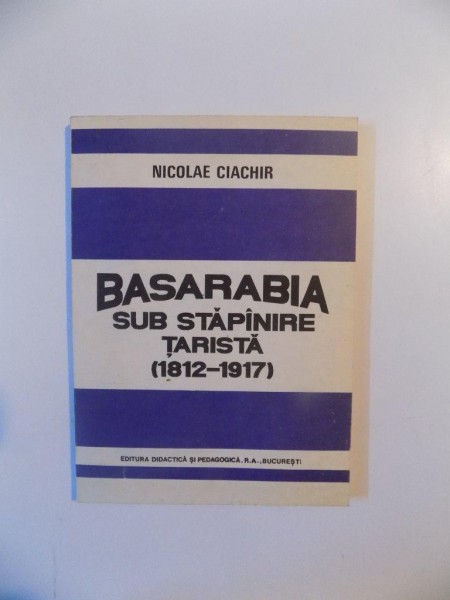 NICOLAE CIACHIR
BASARABIA
SUB STĂPÎNIRE
ȚARISTĂ
(1812–1917)
EDITURA DIDACTICĂ ȘI PEDAGOGICĂ, R.A., BUCUREȘTI